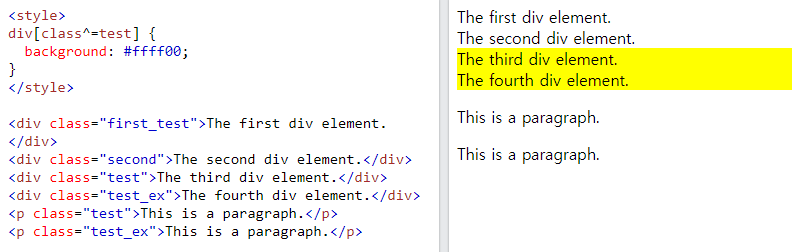 <style>
div[class^=test] {
  background: #ffff00;
}
</style>

<div class="first_test">The first div element.
</div>
<div class="second">The second div element.</div>
<div class="test">The third div element.</div>
<div class="test_ex">The fourth div element.</div>
<p class="test">This is a paragraph.</p>
<p class="test_ex">This is a paragraph.</p>
The first div element.
The second div element.
The third div element.
The fourth div element.
This is a paragraph.
This is a paragraph.